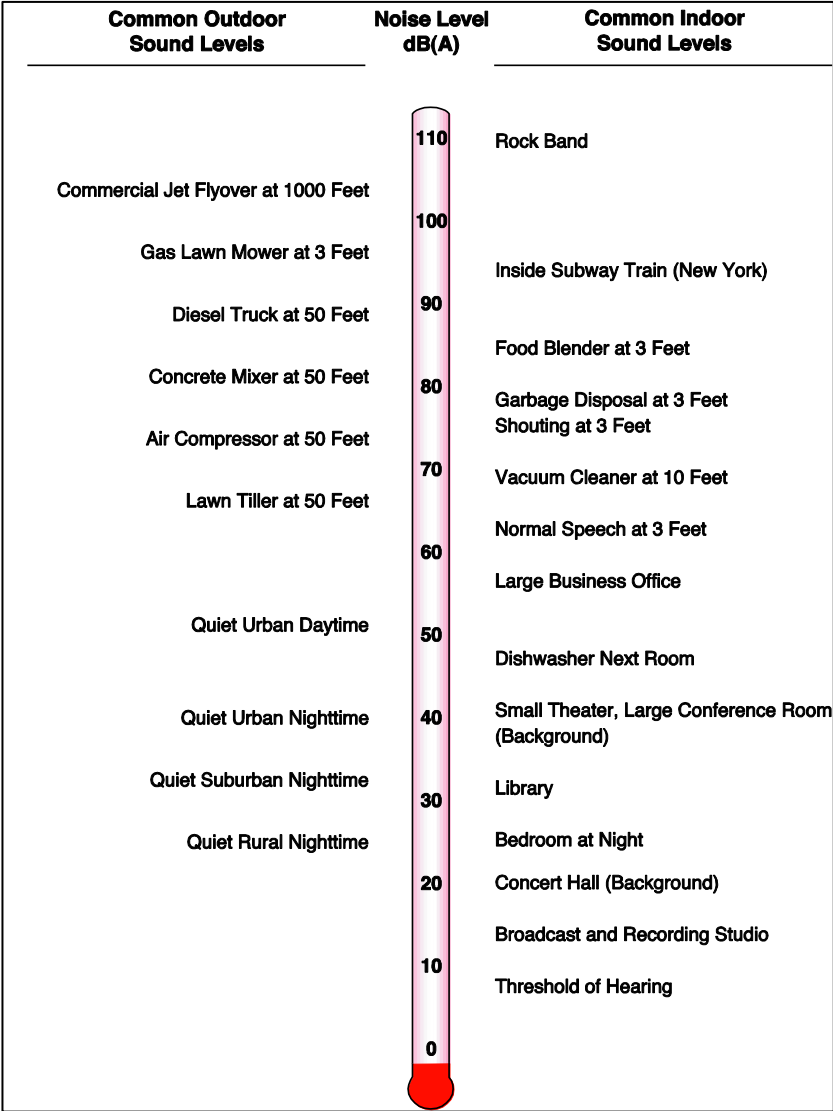 Common Outdoor
Sound Levels
Noise Level
dB(A)
Common Indoor
Sound Levels
110
Rock Band
Commercial Jet Flyover at 1000 Feet
100
Gas Lawn Mower at 3 Feet
Inside Subway Train (New York)
90
Diesel Truck at 50 Feet
Food Blender at 3 Feet
Concrete Mixer at 50 Feet
80
Garbage Disposal at 3 Feet
Shouting at 3 Feet
Air Compressor at 50 Feet
70
Vacuum Cleaner at 10 Feet
Lawn Tiller at 50 Feet
Normal Speech at 3 Feet
60
Large Business Office
Quiet Urban Daytime
50
Dishwasher Next Room
Quiet Urban Nighttime
40
Small Theater, Large Conference Room
(Background)
Quiet Suburban Nighttime
Library
30
Quiet Rural Nighttime
Bedroom at Night
20
Concert Hall (Background)
Broadcast and Recording Studio
10
Threshold of Hearing
0